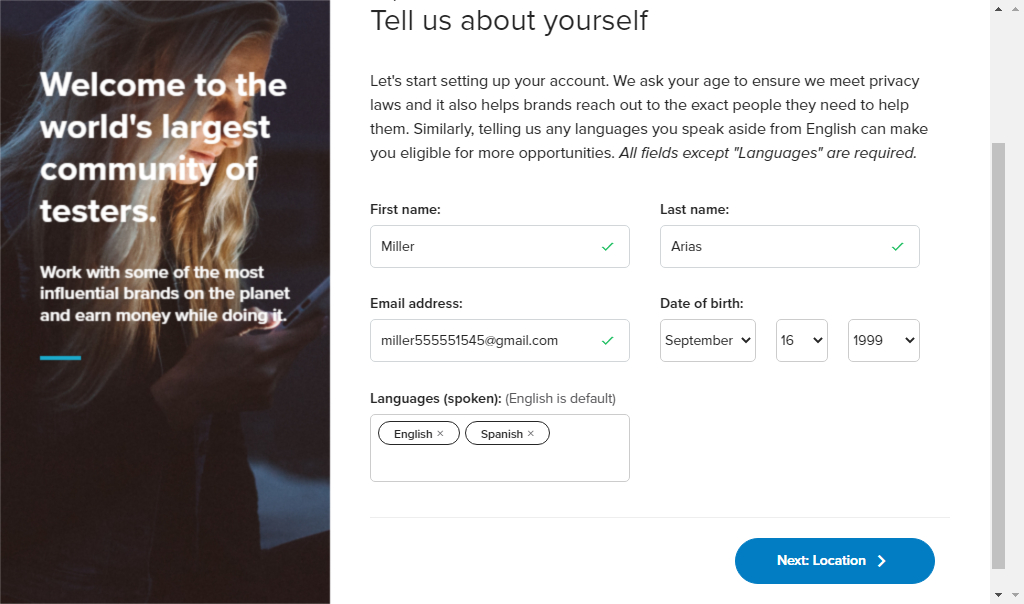 Welcome to the
world's largest
community of
testers.
Work with some of the most
influential brands on the planet
and earn money while doing it.
Tell us about yourself
Let's start setting up your account. We ask your age to ensure we meet privacy
laws and it also helps brands reach out to the exact people they need to help
them. Similarly, telling us any languages you speak aside from English can make
you eligible for more opportunities. All fields except "Languages" are required.
First name: Last name:
Miller Arias
Email address: Date of birth:
miller555551545@gmail.com September 16 1999
Languages (spoken): (English is default)
English × Spanish ×
Next: Location